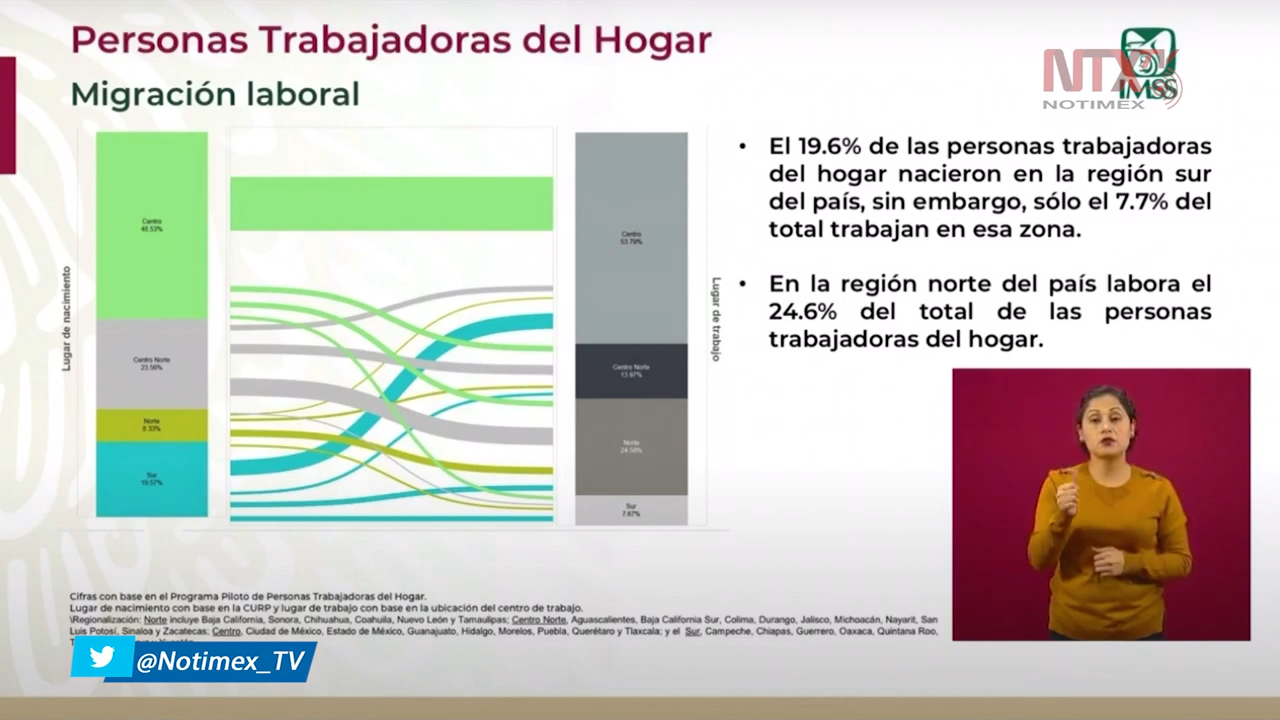 Personas Trabajadoras del Hogar
Migración laboral
NTX
NOTIMEX
IMSS
Lugar de nacimiento
Centro
48.53%
Centro Norte
23.56%
Norte
8.33%
Sur
19.57%
Centro
53.79%
Centro Norte
13.97%
Norte
24.58%
Sur
7.67%
Lugar de trabajo
• El 19.6% de las personas trabajadoras
del hogar nacieron en la región sur
del país, sin embargo, sólo el 7.7% del
total trabajan en esa zona.
• En la región norte del país labora el
24.6% del total de las personas
trabajadoras del hogar.
Cifras con base en el Programa Piloto de Personas Trabajadoras del Hogar.
Lugar de nacimiento con base en la CURP y lugar de trabajo con base en la ubicación del centro de trabajo.
\Regionalización: Norte incluye Baja California, Sonora, Chihuahua, Coahuila, Nuevo León y Tamaulipas; Centro Norte, Aguascalientes, Baja California Sur, Colima, Durango, Jalisco, Michoacán, Nayarit, San
Luis Potosí, Sinaloa y Zacatecas; Centro, Ciudad de México, Estado de México, Guanajuato, Hidalgo, Morelos, Puebla, Querétaro y Tlaxcala; y el Sur, Campeche, Chiapas, Guerrero, Oaxaca, Quintana Roo,
@Notimex_TV